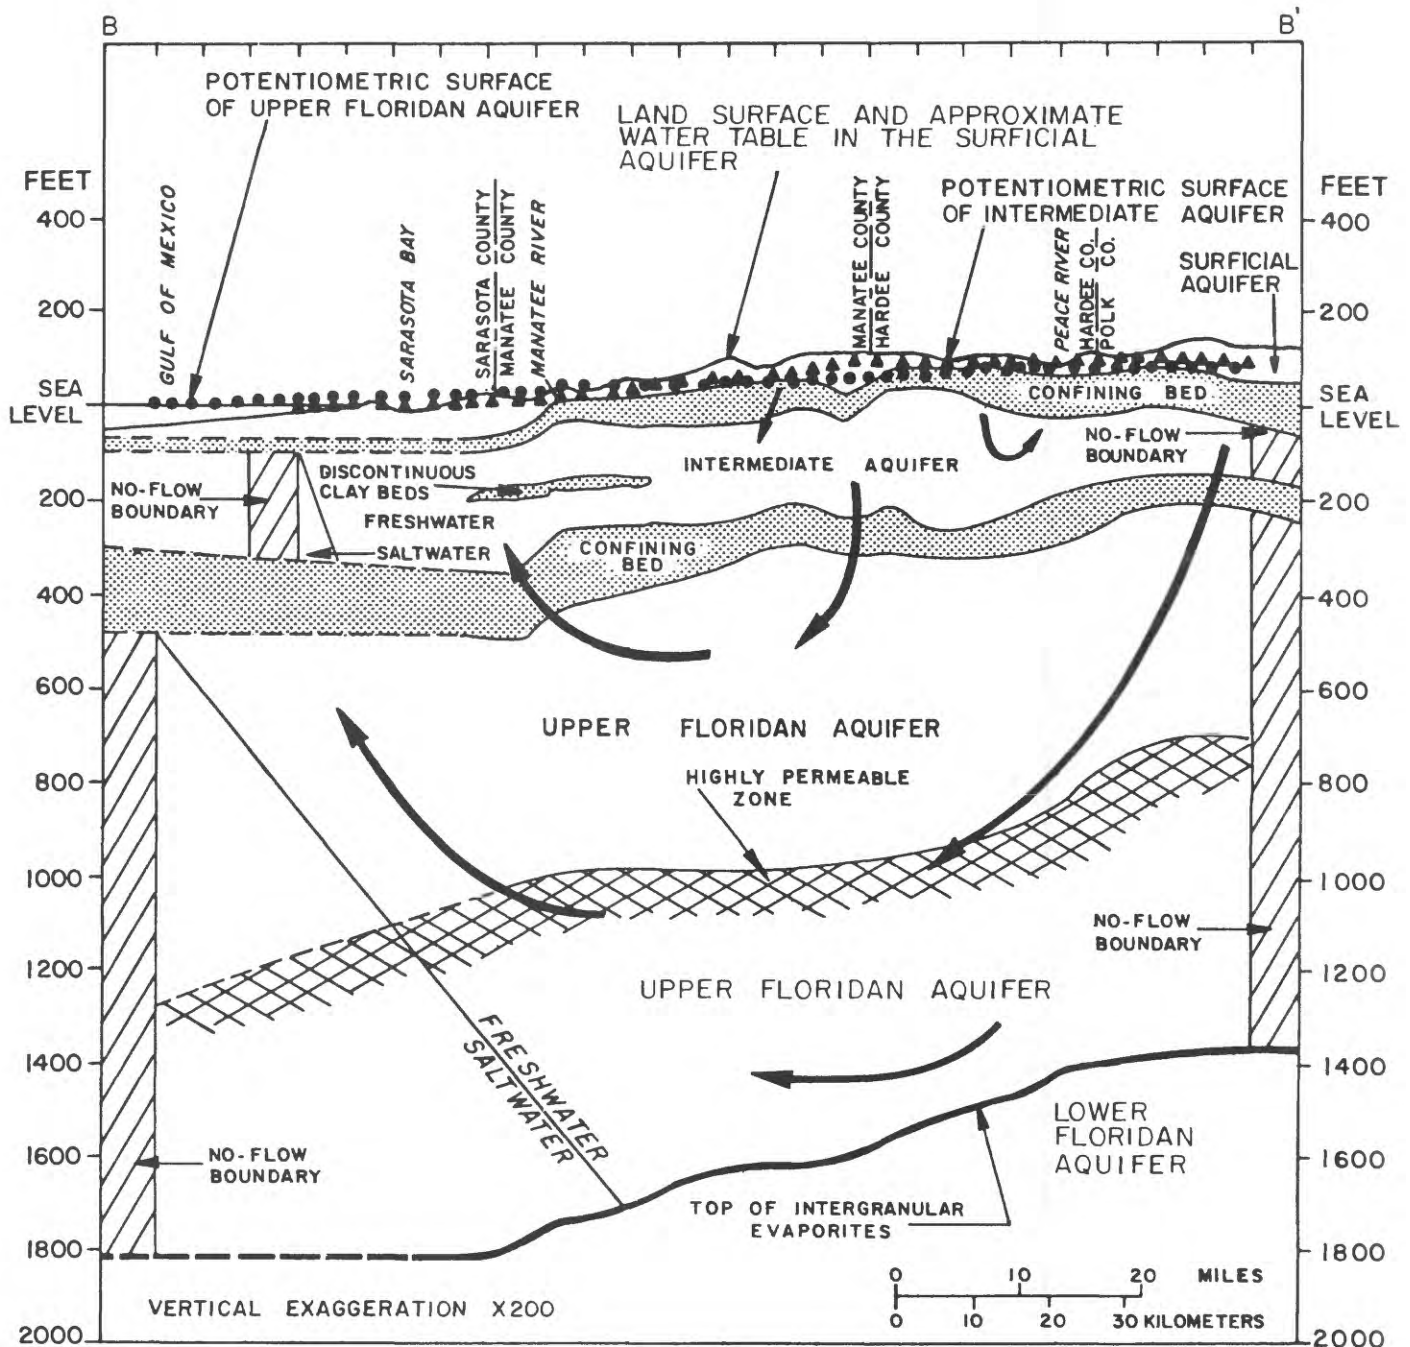 B
B'
POTENTIOMETRIC SURFACE
OF UPPER FLORIDAN AQUIFER
LAND SURFACE AND APPROXIMATE
WATER TABLE IN THE SURFICIAL
AQUIFER
POTENTIOMETRIC SURFACE
OF INTERMEDIATE AQUIFER
SURFICIAL
AQUIFER
FEET
400
200
SEA
LEVEL
200
400
600
800
1000
1200
1400
1600
1800
2000
FEET
400
200
SEA
LEVEL
200
400
600
800
1000
1200
1400
1600
1800
2000
GULF OF MEXICO
SARASOTA BAY
SARASOTA COUNTY
MANATEE COUNTY
MANATEE RIVER
MANATEE COUNTY
HARDEE COUNTY
PEACE RIVER
HARDEE CO.
POLK CO.
CONFINING BED
NO-FLOW
BOUNDARY
INTERMEDIATE AQUIFER
DISCONTINUOUS
CLAY BEDS
NO-FLOW
BOUNDARY
FRESHWATER
SALTWATER
CONFINING
BED
UPPER FLORIDAN AQUIFER
HIGHLY PERMEABLE
ZONE
NO-FLOW
BOUNDARY
UPPER FLORIDAN AQUIFER
FRESHWATER
SALTWATER
LOWER
FLORIDAN
AQUIFER
NO-FLOW
BOUNDARY
TOP OF INTERGRANULAR
EVAPORITES
0 10 20 MILES
0 10 20 30 KILOMETERS
VERTICAL EXAGGERATION X200